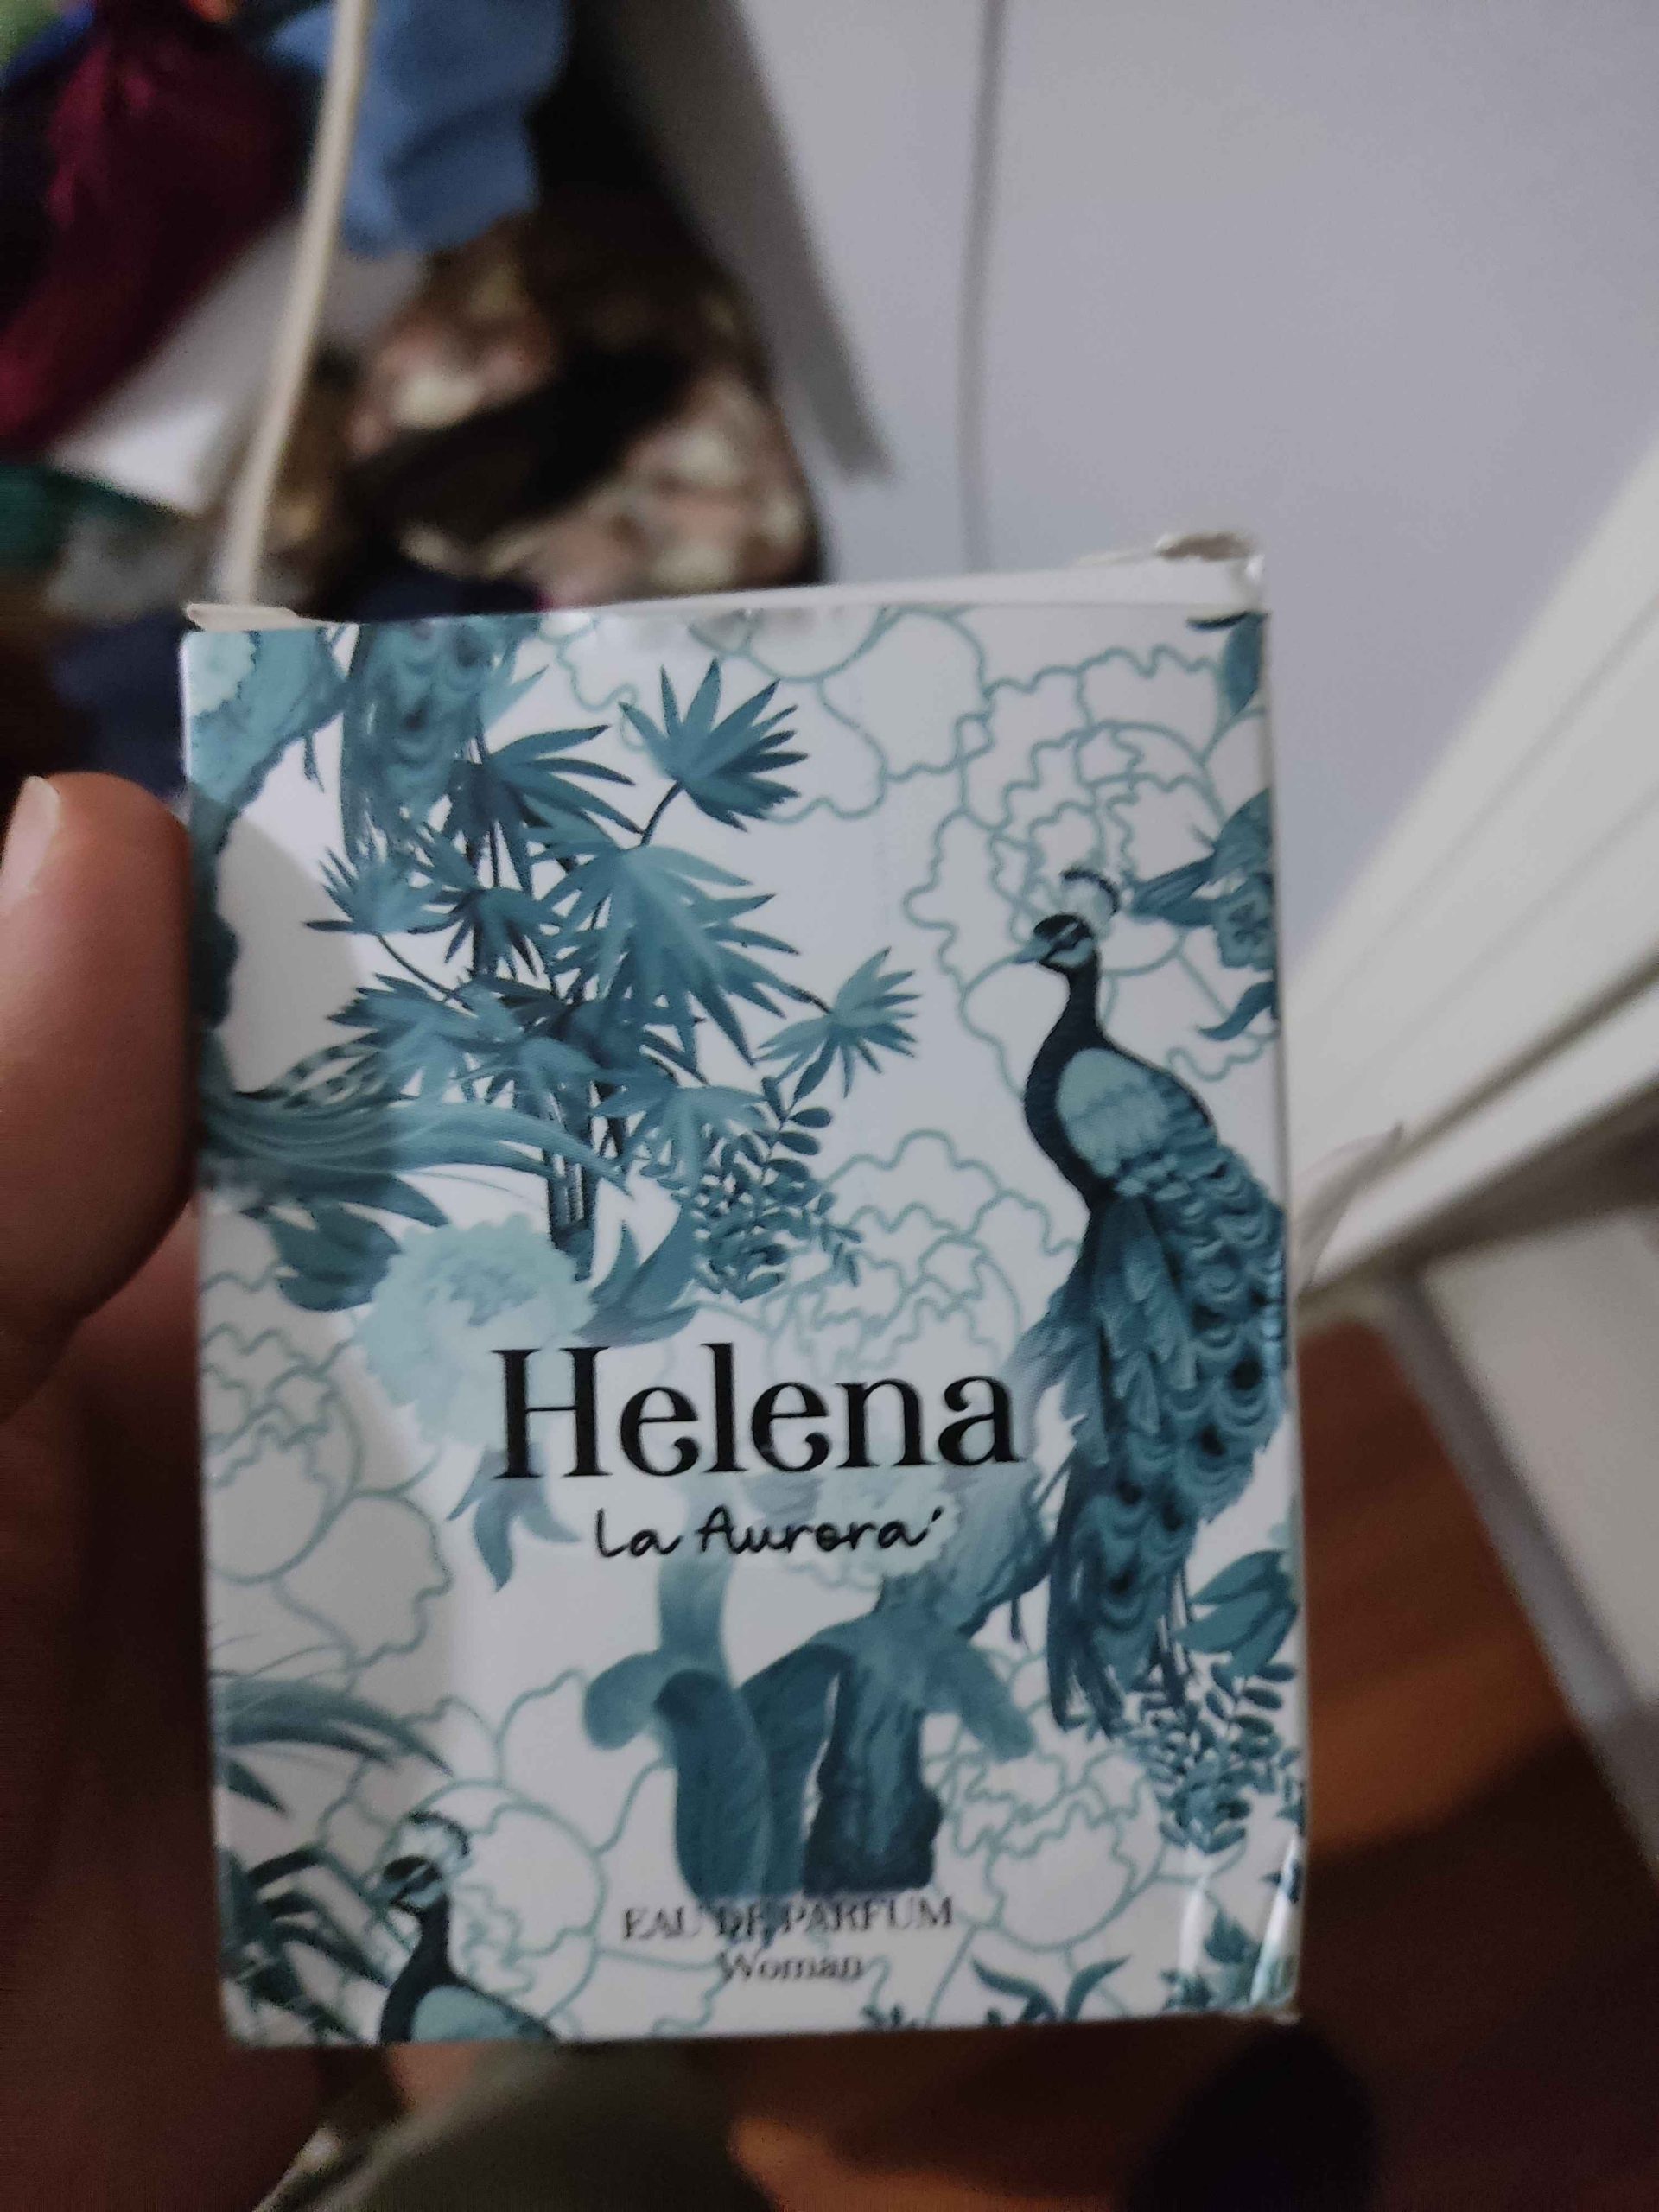 Helena
La Aurora'
EAU DE PARFUM
Woman